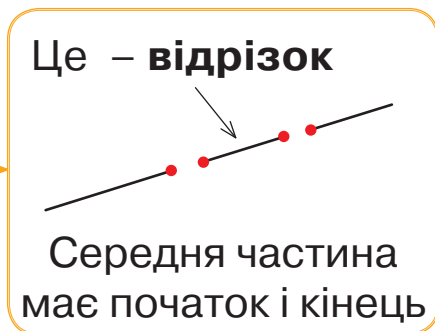 Це – відрізок
Середня частина
має початок і кінець